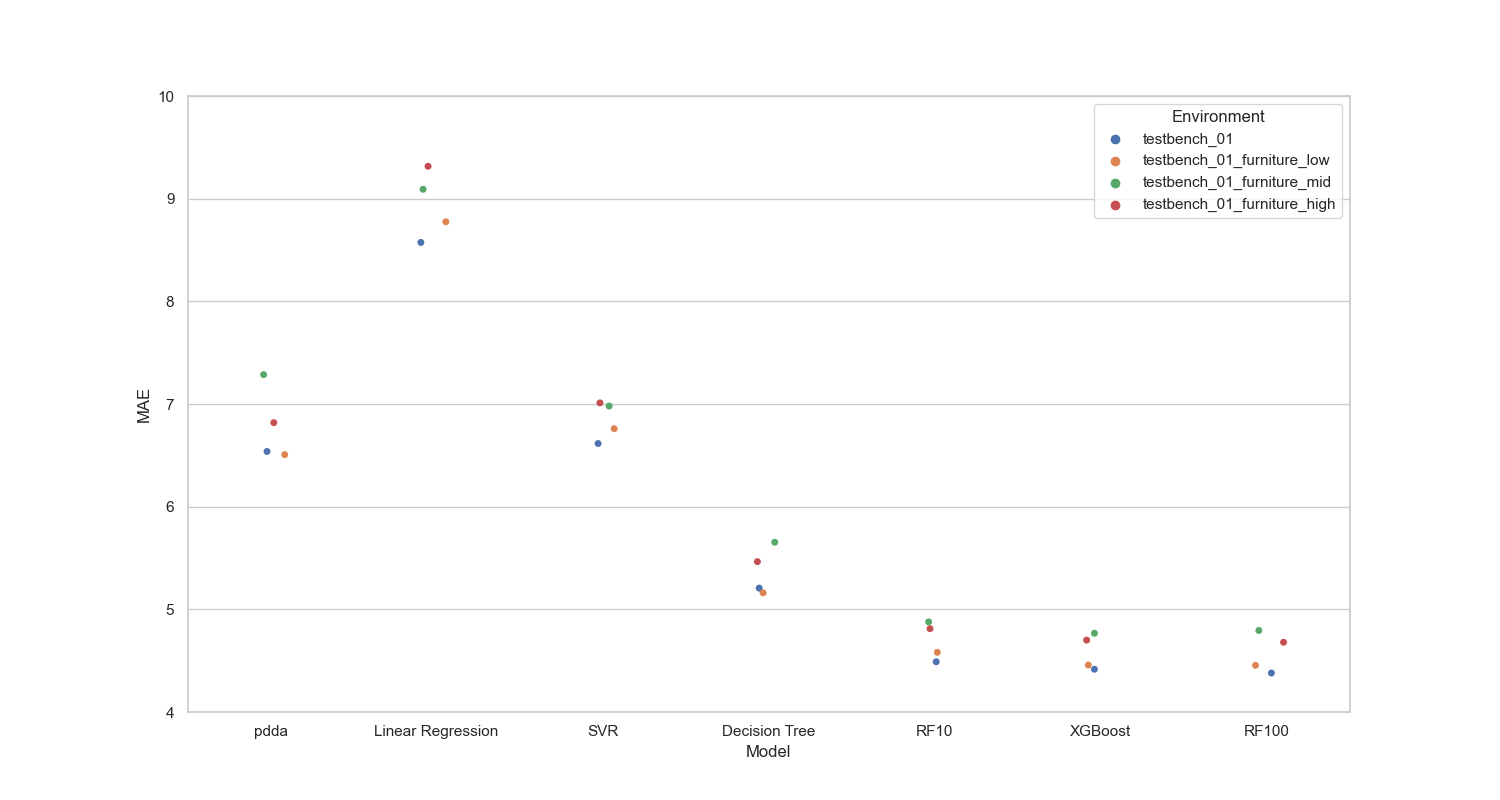 10
9
8
7
6
5
4
MAE
Environment
testbench_01
testbench_01_furniture_low
testbench_01_furniture_mid
testbench_01_furniture_high
pdda
Linear Regression
SVR
Decision Tree
RF10
XGBoost
RF100
Model